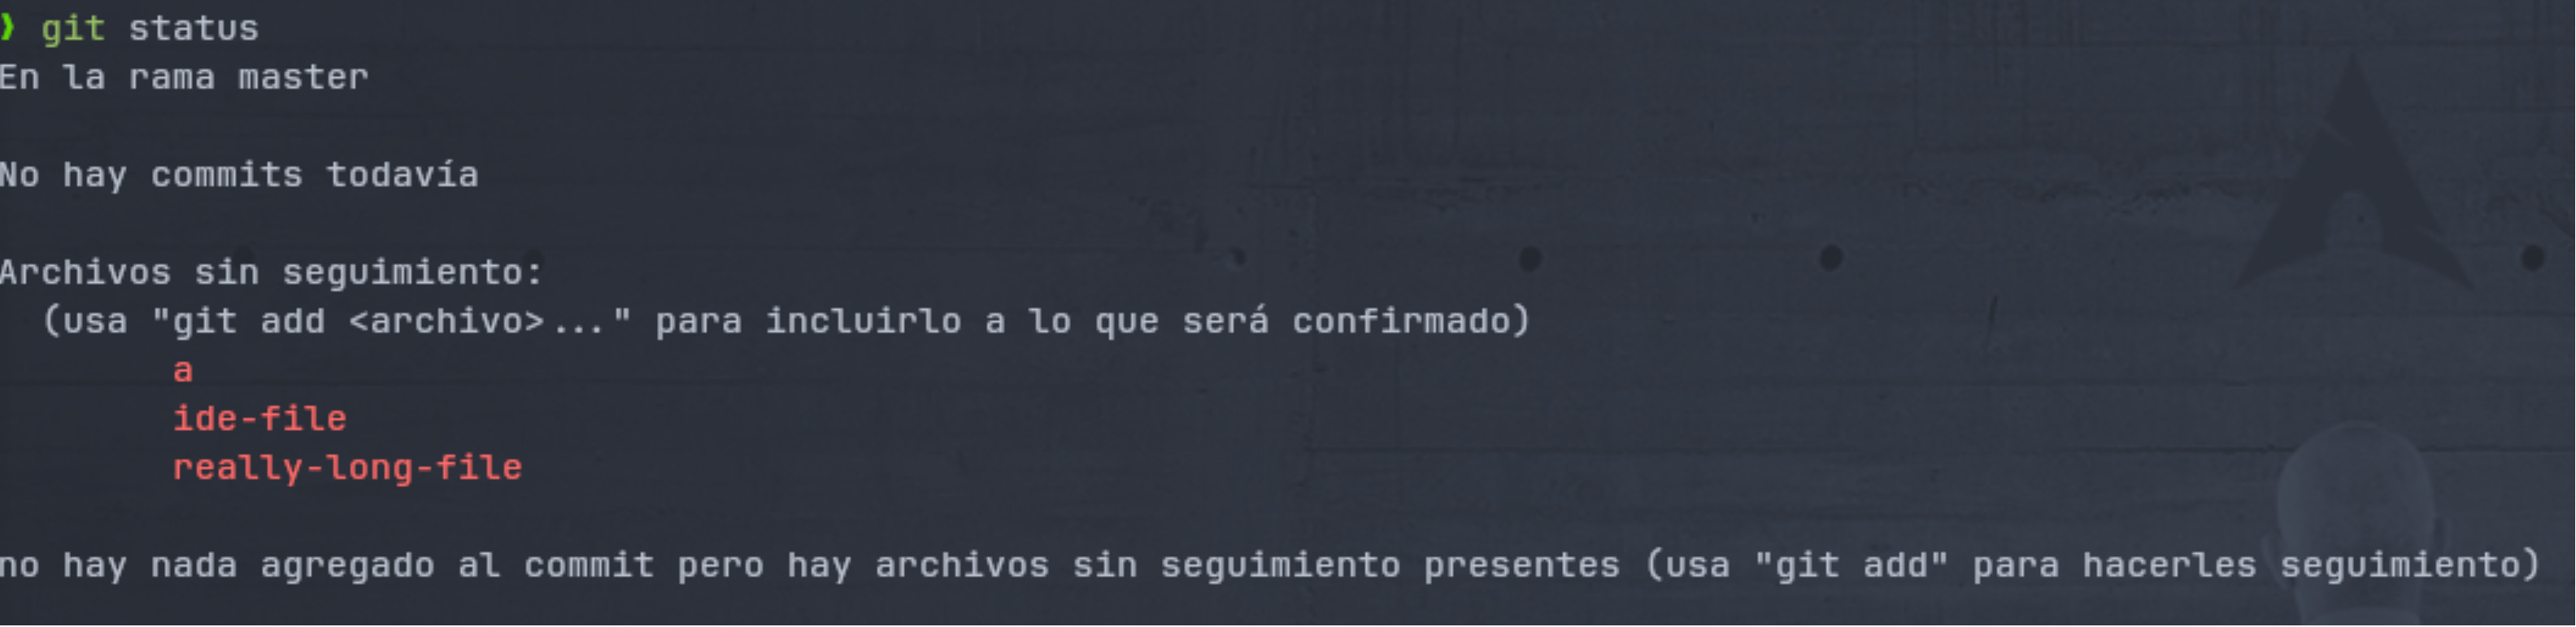 ❯ git status
En la rama master
No hay commits todavía
Archivos sin seguimiento:
(usa "git add <archivo>..." para incluirlo a lo que será confirmado)
a
ide-file
really-long-file
no hay nada agregado al commit pero hay archivos sin seguimiento presentes (usa "git add" para hacerles seguimiento)